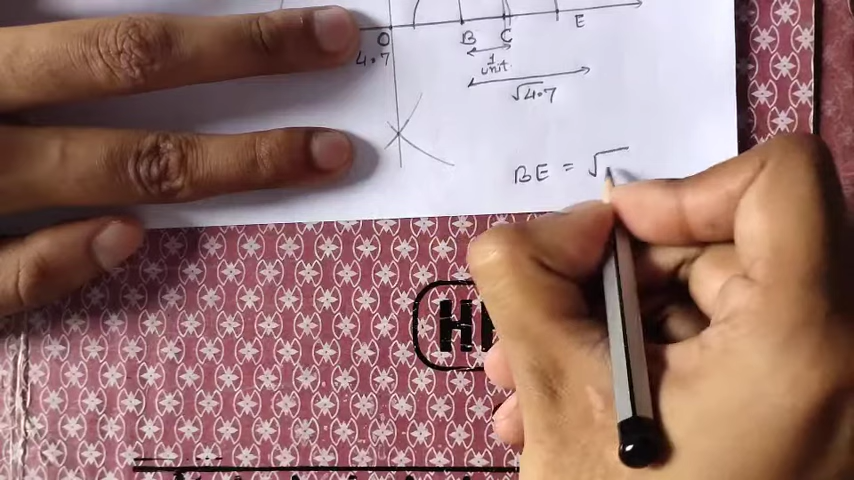 O B C E
4.7
1
unit
√4.7
BE = √